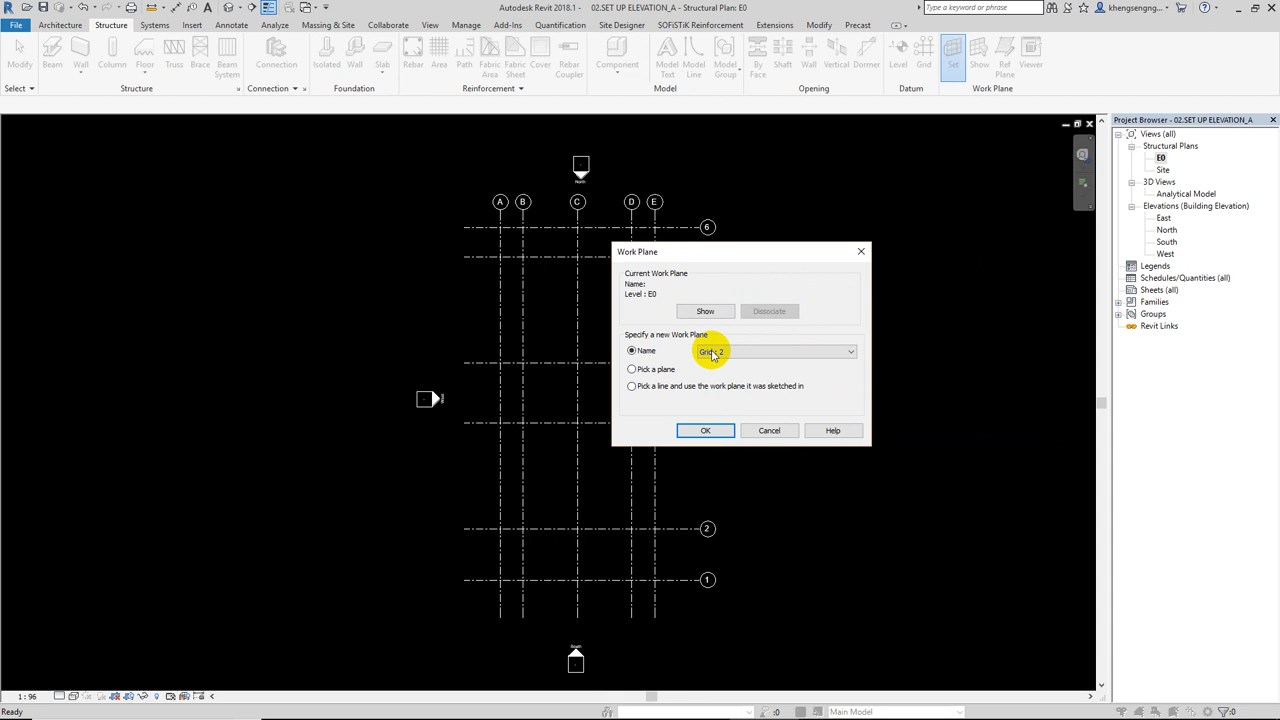 Autodesk Revit 2018.1 - 02.SET UP ELEVATION_A - Structural Plan: E0
Type a keyword or phrase
khengsengng...
File Architecture Structure Systems Insert Annotate Analyze Massing & Site Collaborate View Manage Add-Ins Quantification Site Designer SOFiSTiK Reinforcement Extensions Modify Precast
Modify Beam Wall Column Floor Truss Brace Beam System Connection Isolated Wall Slab Rebar Area Path Fabric Area Fabric Sheet Cover Rebar Coupler Component Model Text Model Line Model Group By Face Shaft Wall Vertical Dormer Level Grid Set Show Ref Plane Viewer
Select Structure Connection Foundation Reinforcement Model Opening Datum Work Plane
Project Browser - 02.SET UP ELEVATION_A
Views (all)
Structural Plans
E0
Site
3D Views
Analytical Model
Elevations (Building Elevation)
East
North
South
West
Legends
Schedules/Quantities (all)
Sheets (all)
Families
Groups
Revit Links
North
A B C D E
6
2
1
South
Work Plane
Current Work Plane
Name:
Level : E0
Show Dissociate
Specify a new Work Plane
Name Grid : 2
Pick a plane
Pick a line and use the work plane it was sketched in
OK Cancel Help
1 : 96
Ready
:0
Main Model
:0